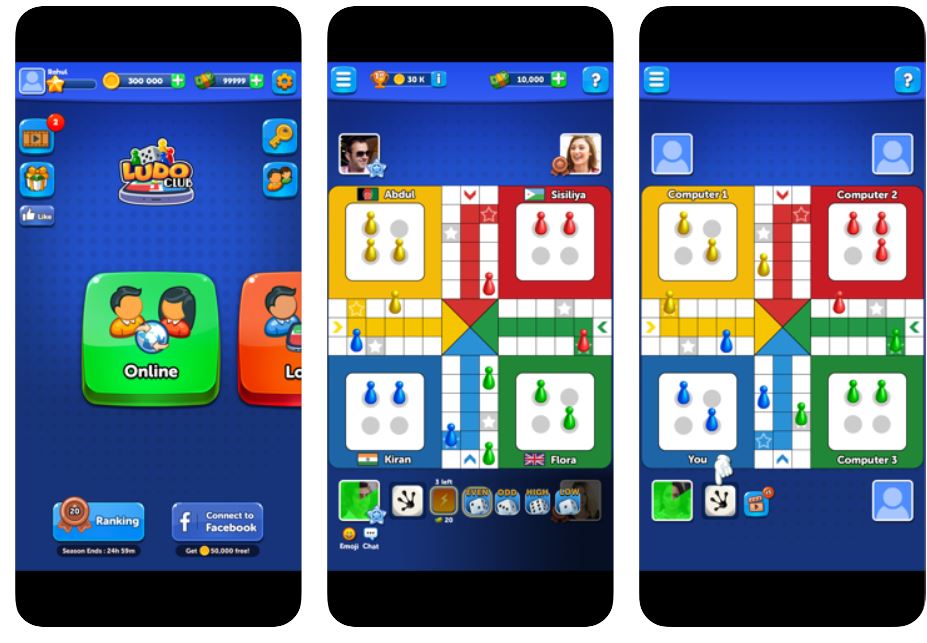 Rahul
300 000
99999
2
LUDO
CLUB
Like
Online
Lo
20
Ranking
Season Ends : 24h 59m
f
Connect to
Facebook
Get 50,000 free!
30 K
i
10,000
?
Abdul
Sisiliya
Kiran
Flora
3 left
20
EVEN
ODD
HIGH
LOW
Emoji
Chat
?
Computer 1
Computer 2
You
Computer 3